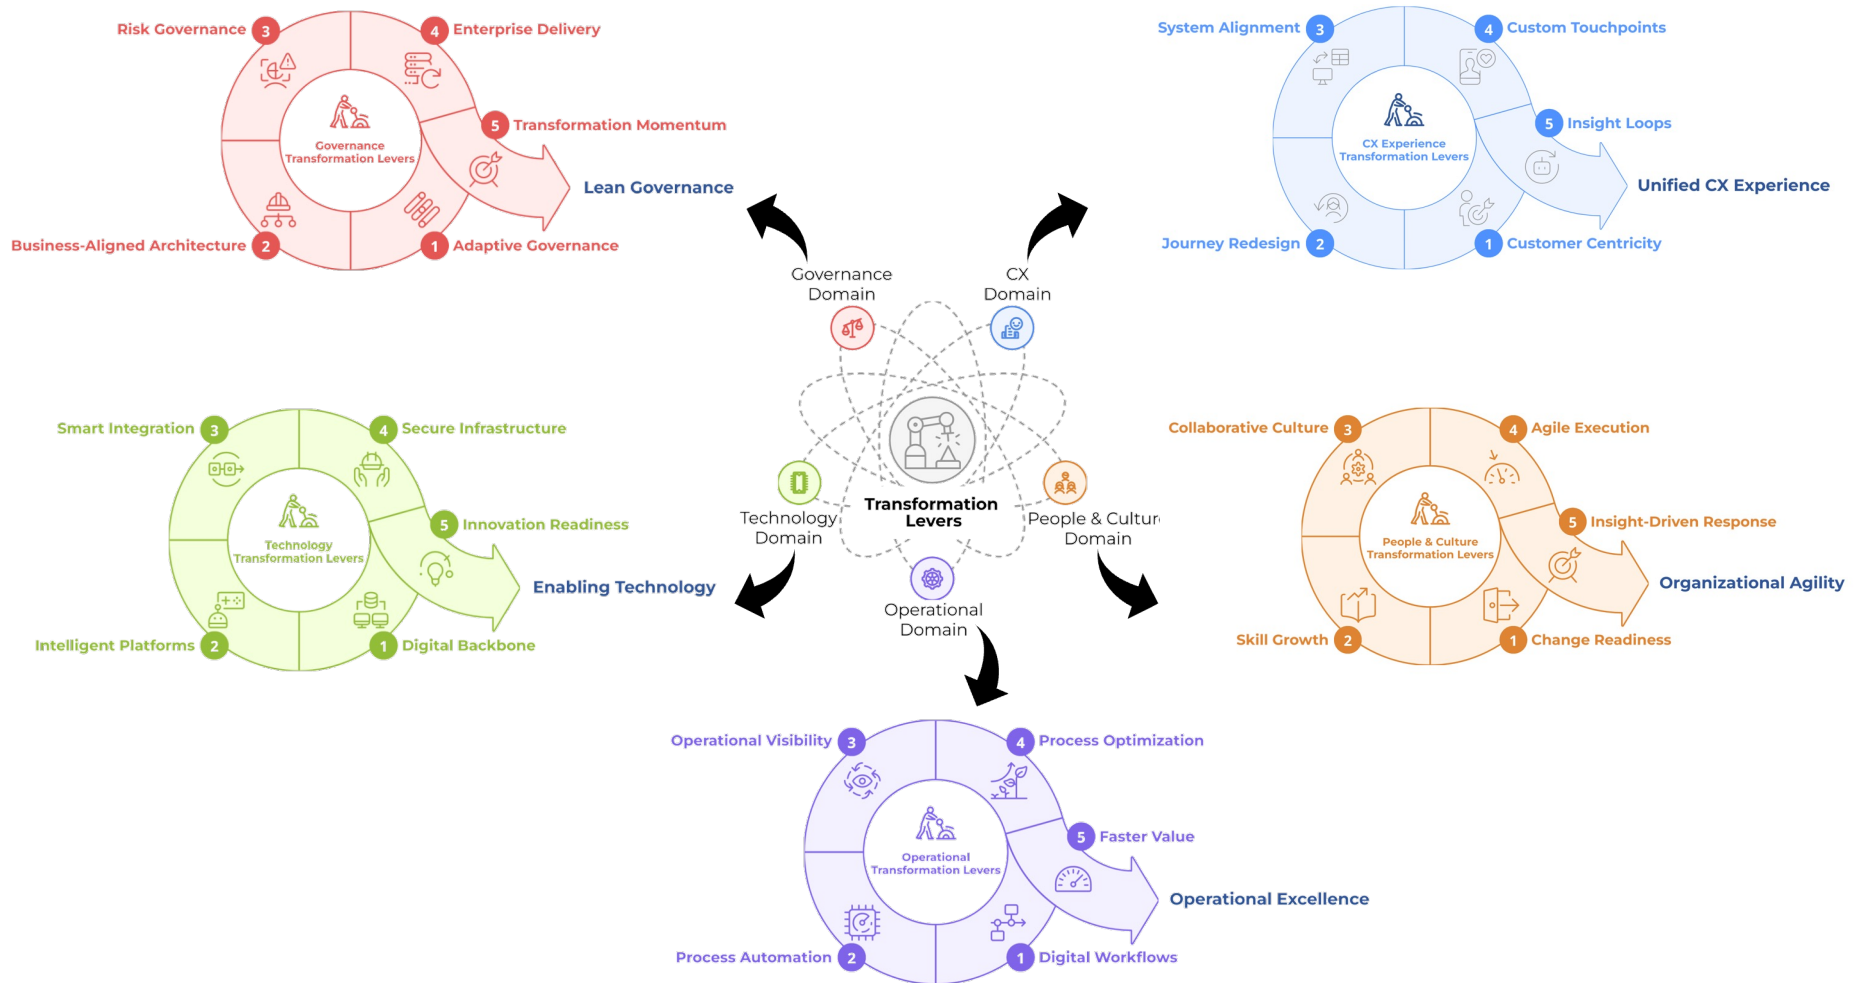 Risk Governance 3
4 Enterprise Delivery
Governance
Transformation Levers
5 Transformation Momentum
Lean Governance
Business-Aligned Architecture 2
1 Adaptive Governance
System Alignment 3
4 Custom Touchpoints
CX Experience
Transformation Levers
5 Insight Loops
Unified CX Experience
Journey Redesign 2
1 Customer Centricity
Governance
Domain
CX
Domain
Transformation
Levers
Technology
Domain
People & Cultur
Domain
Operational
Domain
Smart Integration 3
4 Secure Infrastructure
Technology
Transformation Levers
5 Innovation Readiness
Enabling Technology
Intelligent Platforms 2
1 Digital Backbone
Collaborative Culture 3
4 Agile Execution
People & Culture
Transformation Levers
5 Insight-Driven Response
Organizational Agility
Skill Growth 2
1 Change Readiness
Operational Visibility 3
4 Process Optimization
Operational
Transformation Levers
5 Faster Value
Operational Excellence
Process Automation 2
1 Digital Workflows